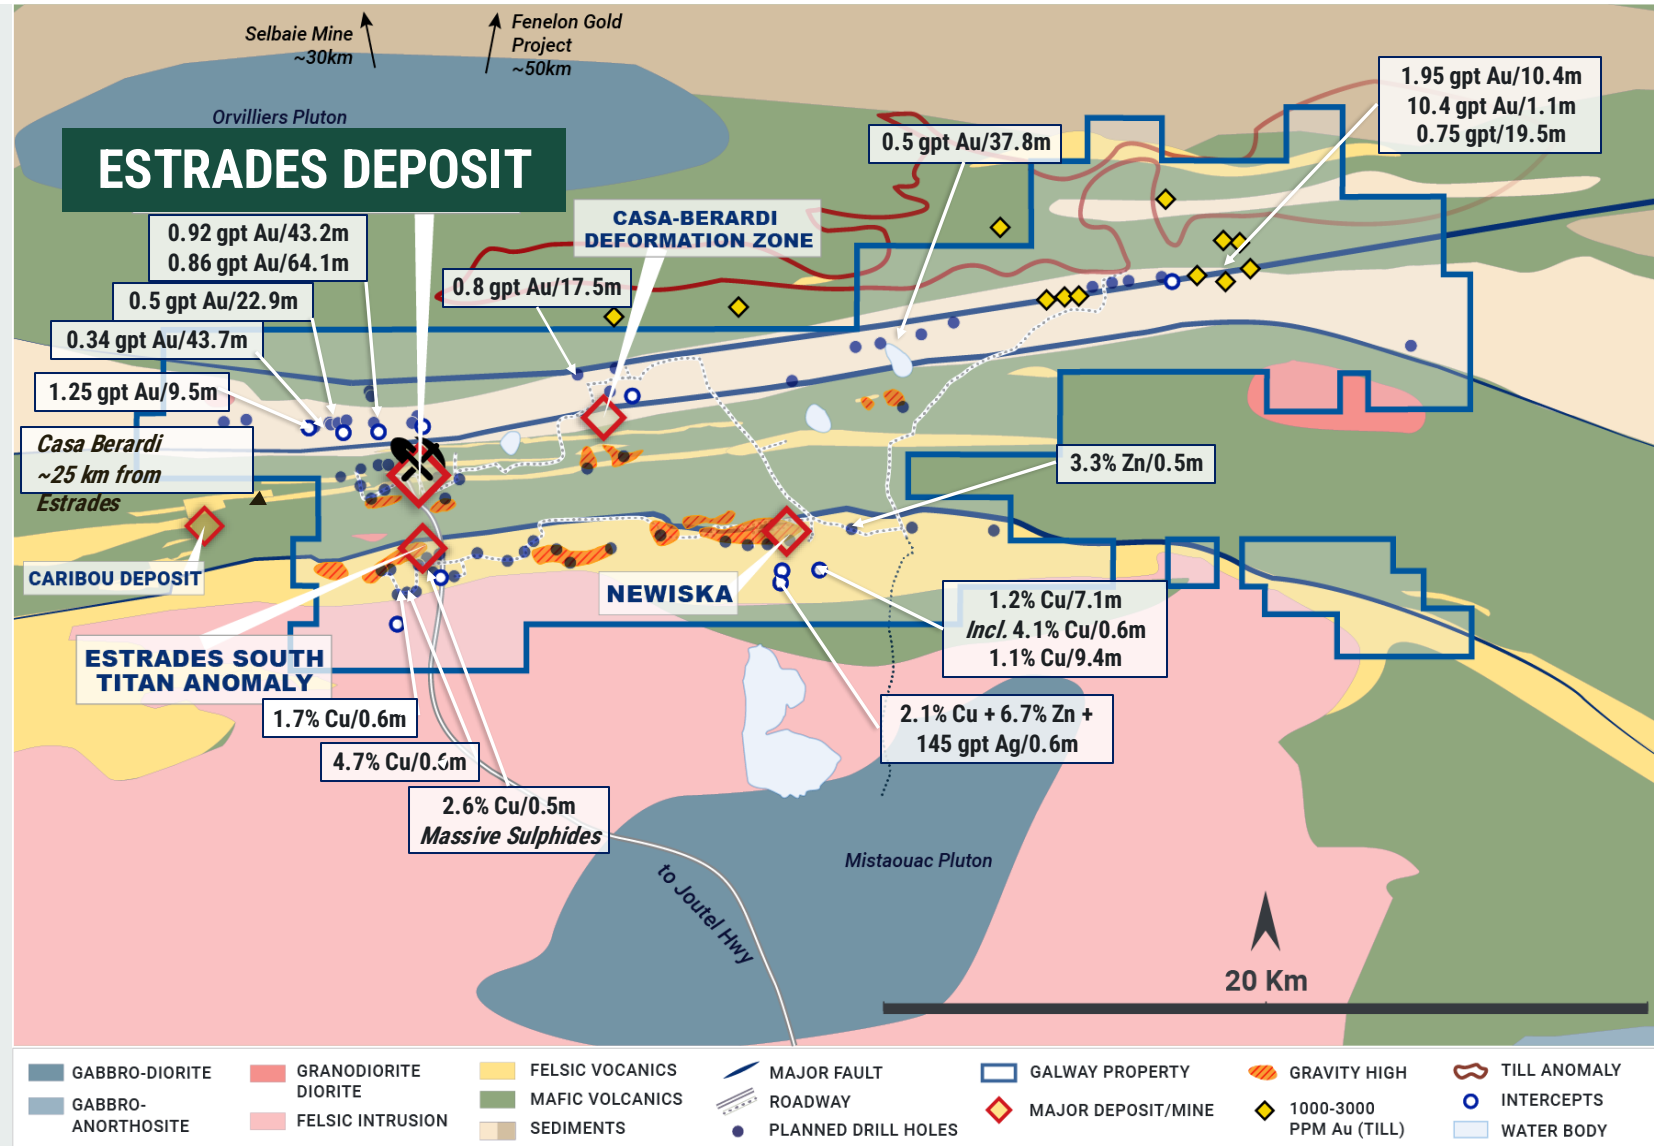 Selbaie Mine
~30km
Fenelon Gold
Project
~50km
Orvilliers Pluton
ESTRADES DEPOSIT
1.95 gpt Au/10.4m
10.4 gpt Au/1.1m
0.75 gpt/19.5m
0.5 gpt Au/37.8m
CASA-BERARDI
DEFORMATION ZONE
0.92 gpt Au/43.2m
0.86 gpt Au/64.1m
0.8 gpt Au/17.5m
0.5 gpt Au/22.9m
0.34 gpt Au/43.7m
1.25 gpt Au/9.5m
Casa Berardi
~25 km from
Estrades
3.3% Zn/0.5m
CARIBOU DEPOSIT
NEWISKA
1.2% Cu/7.1m
Incl. 4.1% Cu/0.6m
1.1% Cu/9.4m
ESTRADES SOUTH
TITAN ANOMALY
2.1% Cu + 6.7% Zn +
145 gpt Ag/0.6m
1.7% Cu/0.6m
4.7% Cu/0.6m
2.6% Cu/0.5m
Massive Sulphides
Mistaouac Pluton
to Joutel Hwy
20 Km
GABBRO-DIORITE
GABBRO-
ANORTHOSITE
GRANODIORITE
DIORITE
FELSIC INTRUSION
FELSIC VOCANICS
MAFIC VOLCANICS
SEDIMENTS
MAJOR FAULT
ROADWAY
PLANNED DRILL HOLES
GALWAY PROPERTY
MAJOR DEPOSIT/MINE
GRAVITY HIGH
1000-3000
PPM Au (TILL)
TILL ANOMALY
INTERCEPTS
WATER BODY